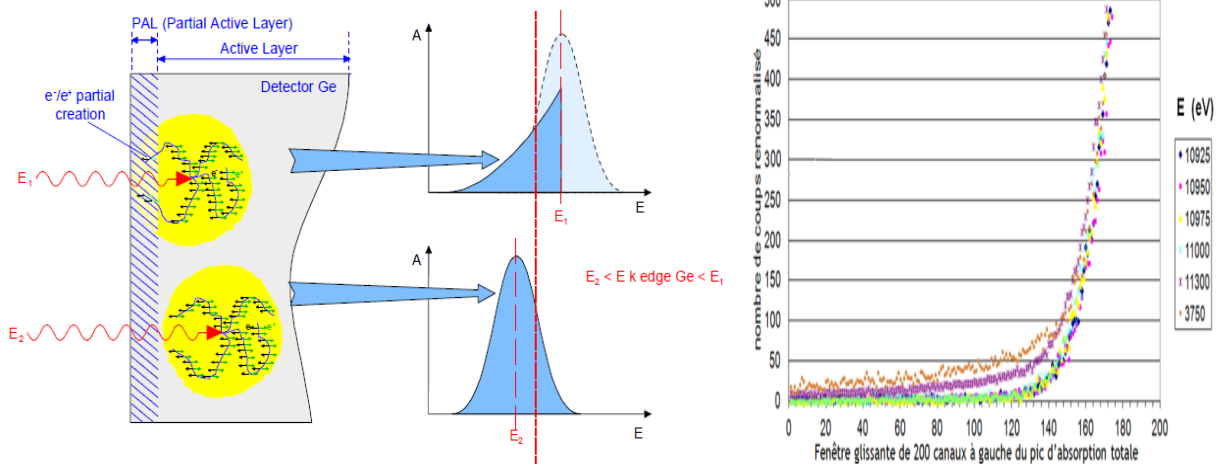 PAL (Partial Active Layer)
Active Layer
Detector Ge
e⁻/e⁺ partial
creation
E₁
e⁻
e⁺
E₂
e⁻
e⁺
A
E
E₁
A
E
E₂
E₂ < E k edge Ge < E₁
nombre de coups renormalisé
500
450
400
350
300
250
200
150
100
50
0
0 20 40 60 80 100 120 140 160 180 200
Fenêtre glissante de 200 canaux à gauche du pic d'absorption totale
E (eV)
10925
10950
10975
11000
11300
3750